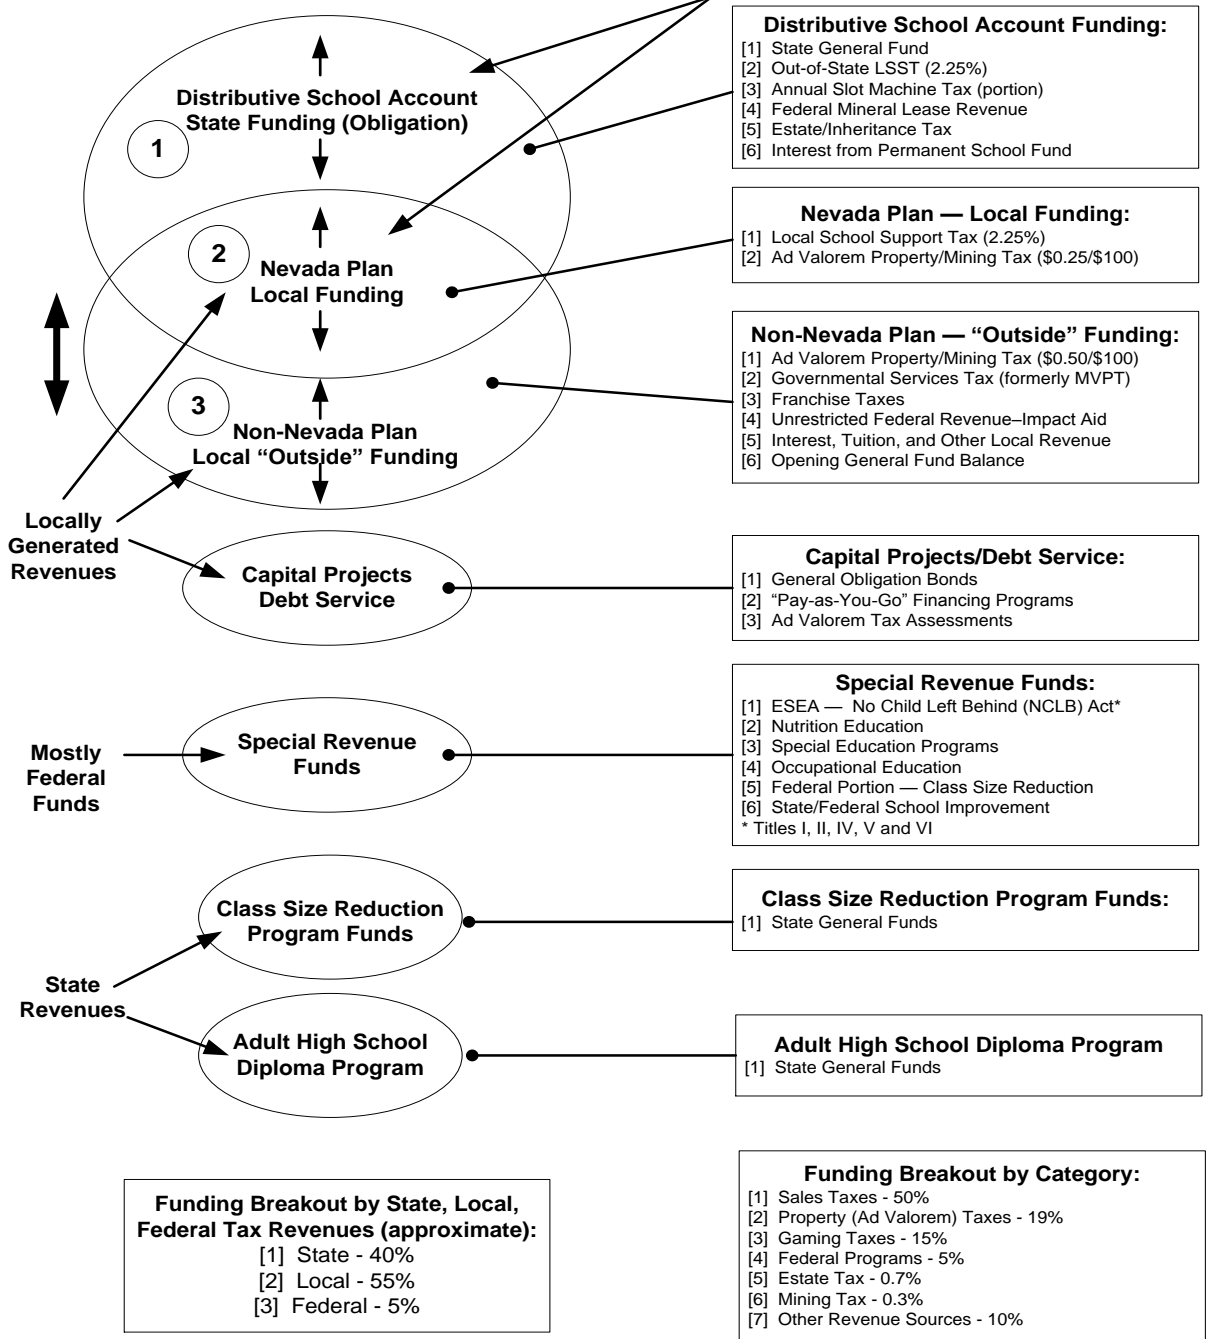 Distributive School Account
State Funding (Obligation)
1
2
Nevada Plan
Local Funding
3
Non-Nevada Plan
Local “Outside” Funding
Locally
Generated
Revenues
Capital Projects
Debt Service
Mostly
Federal
Funds
Special Revenue
Funds
Class Size Reduction
Program Funds
State
Revenues
Adult High School
Diploma Program
Distributive School Account Funding:
[1] State General Fund
[2] Out-of-State LSST (2.25%)
[3] Annual Slot Machine Tax (portion)
[4] Federal Mineral Lease Revenue
[5] Estate/Inheritance Tax
[6] Interest from Permanent School Fund
Nevada Plan — Local Funding:
[1] Local School Support Tax (2.25%)
[2] Ad Valorem Property/Mining Tax ($0.25/$100)
Non-Nevada Plan — “Outside” Funding:
[1] Ad Valorem Property/Mining Tax ($0.50/$100)
[2] Governmental Services Tax (formerly MVPT)
[3] Franchise Taxes
[4] Unrestricted Federal Revenue–Impact Aid
[5] Interest, Tuition, and Other Local Revenue
[6] Opening General Fund Balance
Capital Projects/Debt Service:
[1] General Obligation Bonds
[2] “Pay-as-You-Go” Financing Programs
[3] Ad Valorem Tax Assessments
Special Revenue Funds:
[1] ESEA — No Child Left Behind (NCLB) Act*
[2] Nutrition Education
[3] Special Education Programs
[4] Occupational Education
[5] Federal Portion — Class Size Reduction
[6] State/Federal School Improvement
* Titles I, II, IV, V and VI
Class Size Reduction Program Funds:
[1] State General Funds
Adult High School Diploma Program
[1] State General Funds
Funding Breakout by State, Local,
Federal Tax Revenues (approximate):
[1] State - 40%
[2] Local - 55%
[3] Federal - 5%
Funding Breakout by Category:
[1] Sales Taxes - 50%
[2] Property (Ad Valorem) Taxes - 19%
[3] Gaming Taxes - 15%
[4] Federal Programs - 5%
[5] Estate Tax - 0.7%
[6] Mining Tax - 0.3%
[7] Other Revenue Sources - 10%